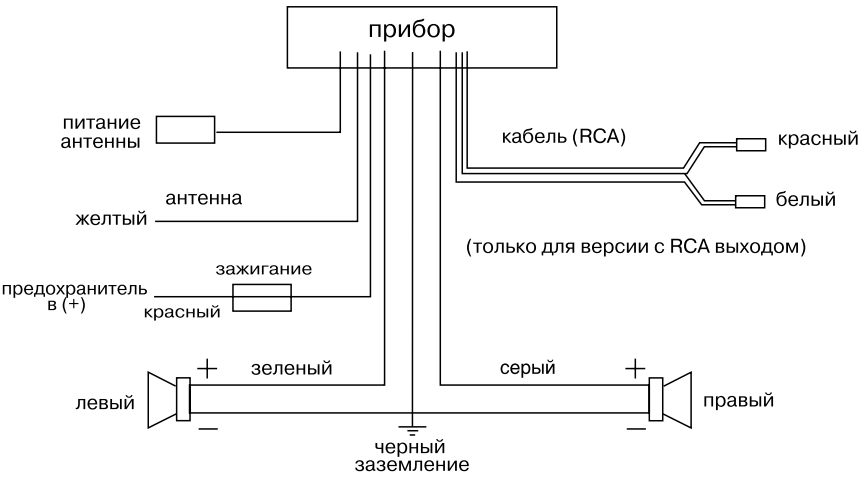 прибор
питание
антенны
кабель (RCA)
красный
антенна
желтый
белый
(только для версии с RCA выходом)
зажигание
предохранитель
в (+)
красный
+
зеленый
серый
+
левый
правый
—
—
черный
заземление